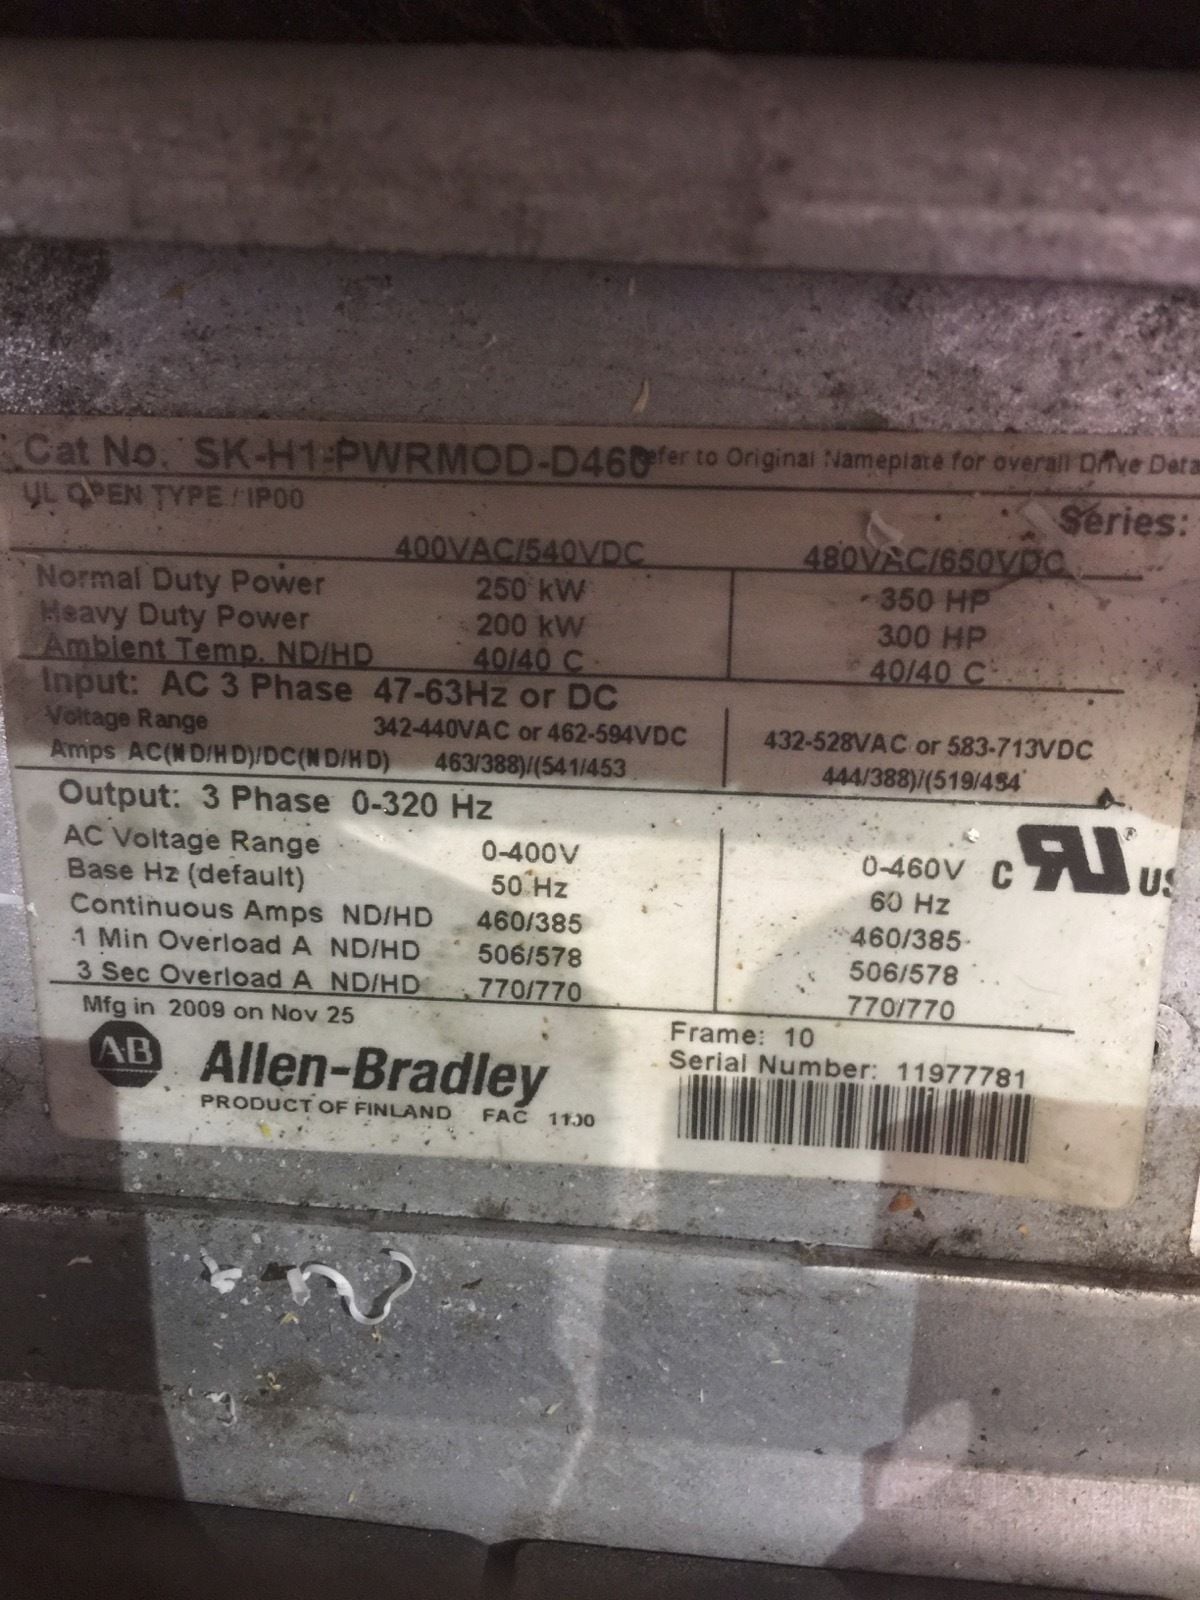 Cat No. SK-H1-PWRMOD-D460 Refer to Original Nameplate for overall Drive Data
UL OPEN TYPE / IP00
Series:
400VAC/540VDC 480VAC/650VDC
Normal Duty Power 250 kW 350 HP
Heavy Duty Power 200 kW 300 HP
Ambient Temp. ND/HD 40/40 C 40/40 C
Input: AC 3 Phase 47-63Hz or DC
Voltage Range 342-440VAC or 462-594VDC 432-528VAC or 583-713VDC
Amps AC(ND/HD)/DC(ND/HD) 463/388)/(541/453 444/388)/(519/454
Output: 3 Phase 0-320 Hz
AC Voltage Range 0-400V 0-460V
Base Hz (default) 50 Hz 60 Hz
Continuous Amps ND/HD 460/385 460/385
1 Min Overload A ND/HD 506/578 506/578
3 Sec Overload A ND/HD 770/770 770/770
c RU ® US
Mfg in 2009 on Nov 25
Frame: 10
Serial Number: 11977781
AB Allen-Bradley
PRODUCT OF FINLAND FAC 1100